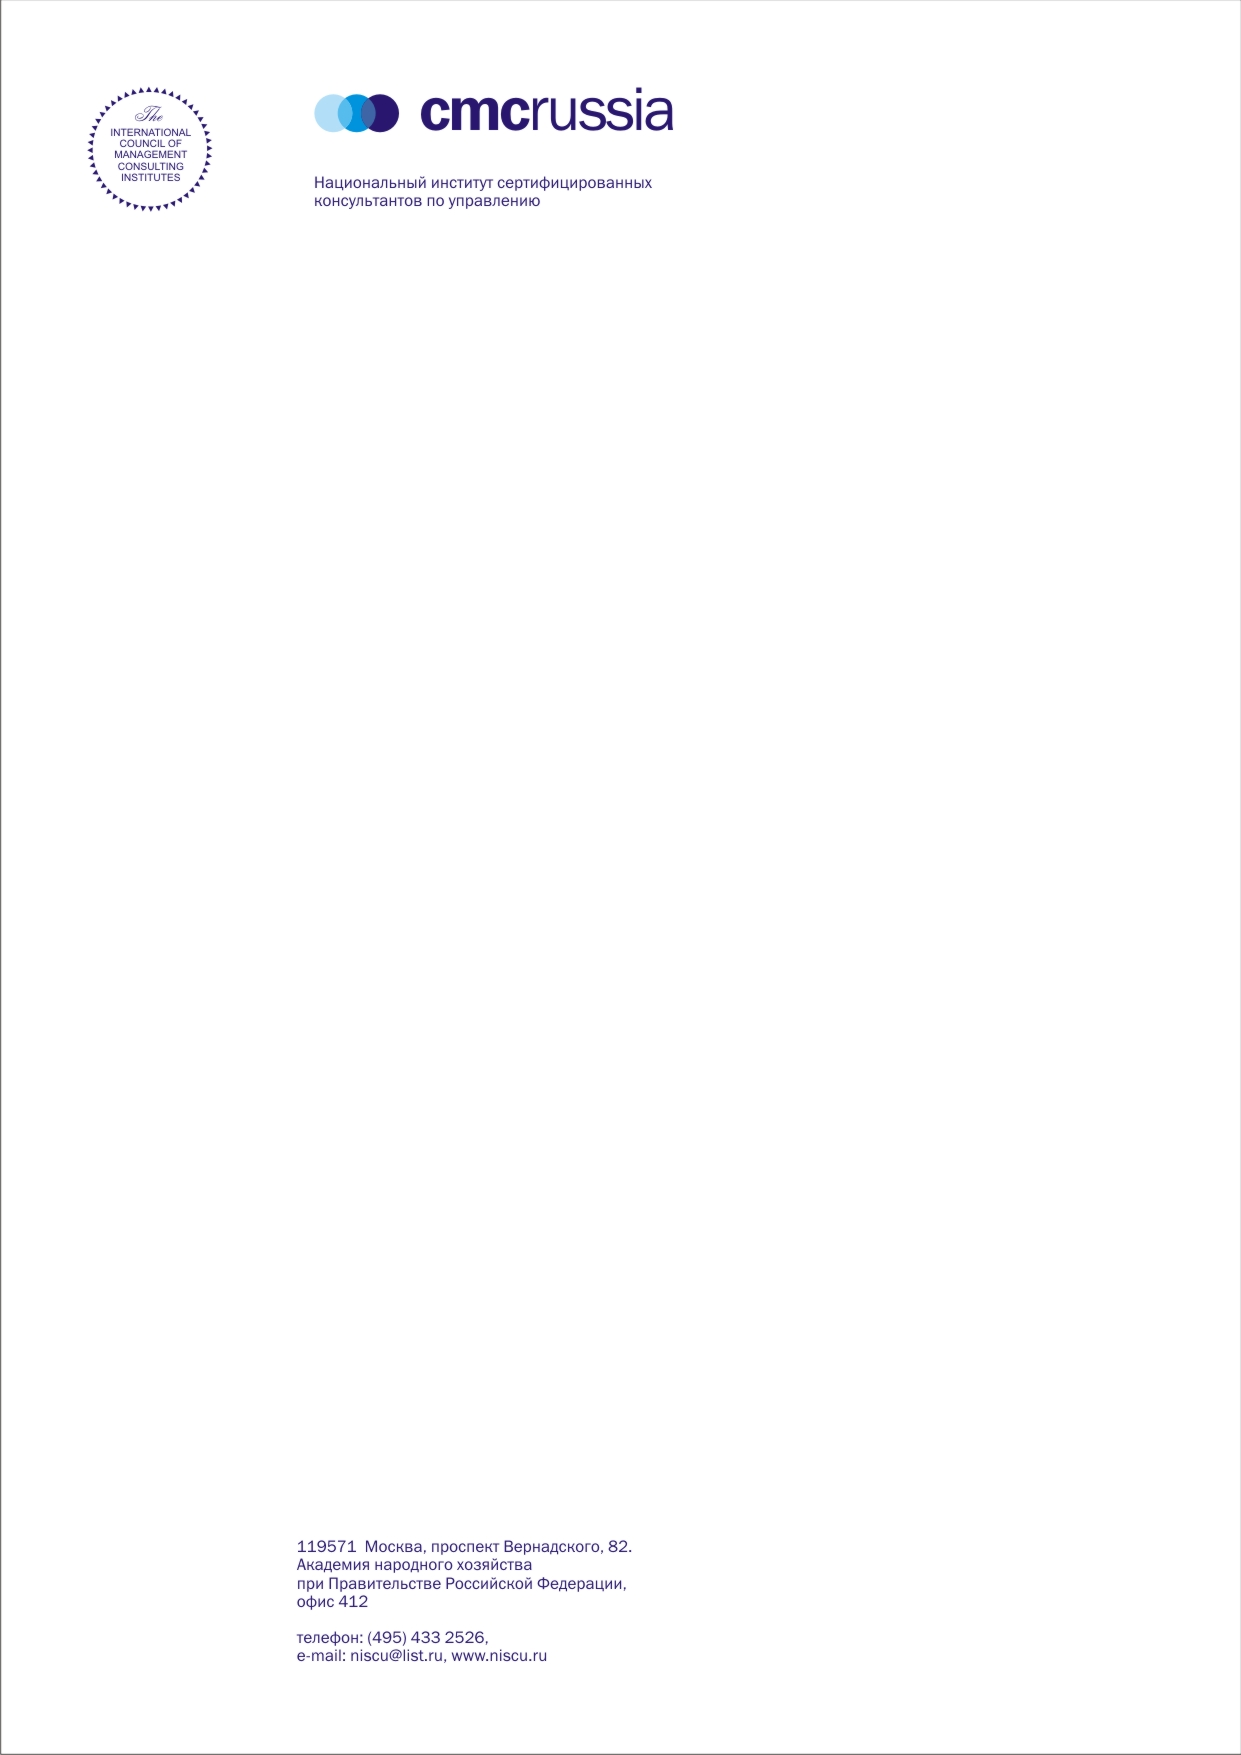 The
INTERNATIONAL
COUNCIL OF
MANAGEMENT
CONSULTING
INSTITUTES
cmcrussia
Национальный институт сертифицированных
консультантов по управлению
119571  Москва, проспект Вернадского, 82.
Академия народного хозяйства
при Правительстве Российской Федерации,
офис 412
телефон: (495) 433 2526,
e-mail: niscu@list.ru, www.niscu.ru